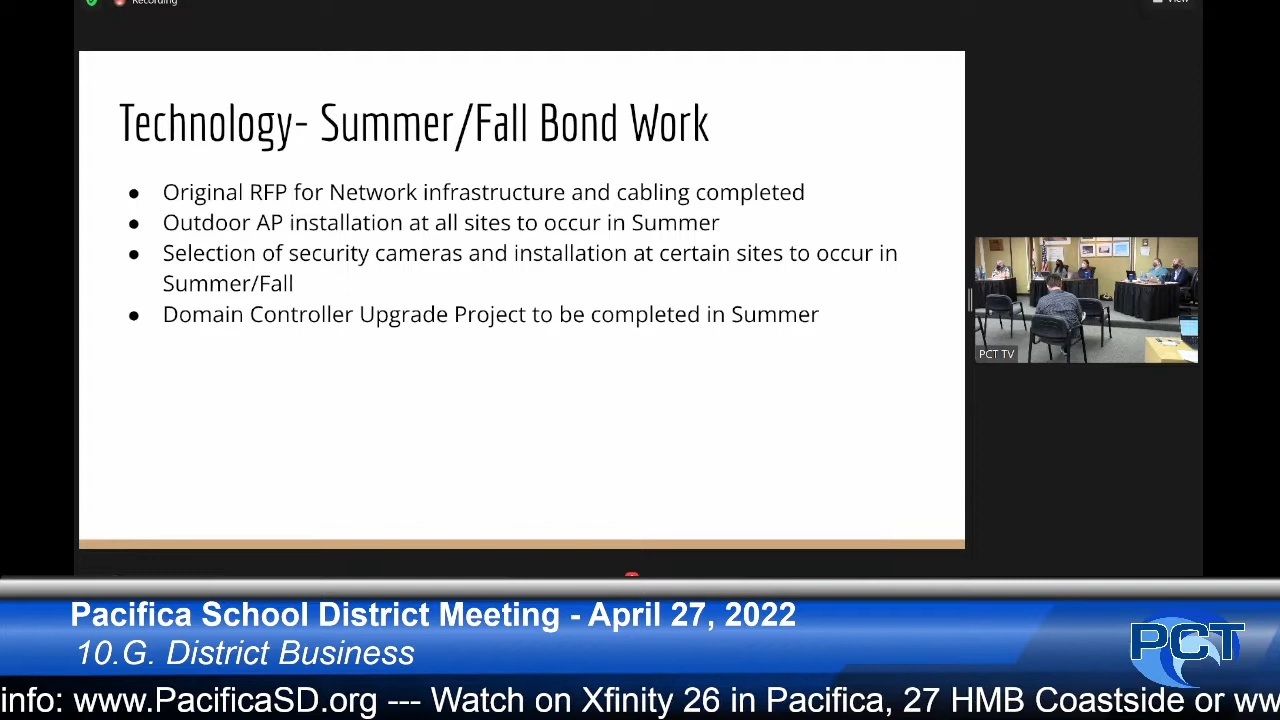 Recording
View
Technology- Summer/Fall Bond Work
● Original RFP for Network infrastructure and cabling completed
● Outdoor AP installation at all sites to occur in Summer
● Selection of security cameras and installation at certain sites to occur in
Summer/Fall
● Domain Controller Upgrade Project to be completed in Summer
PCT TV
Pacifica School District Meeting - April 27, 2022
10.G. District Business
PCT
info: www.PacificaSD.org --- Watch on Xfinity 26 in Pacifica, 27 HMB Coastside or ww